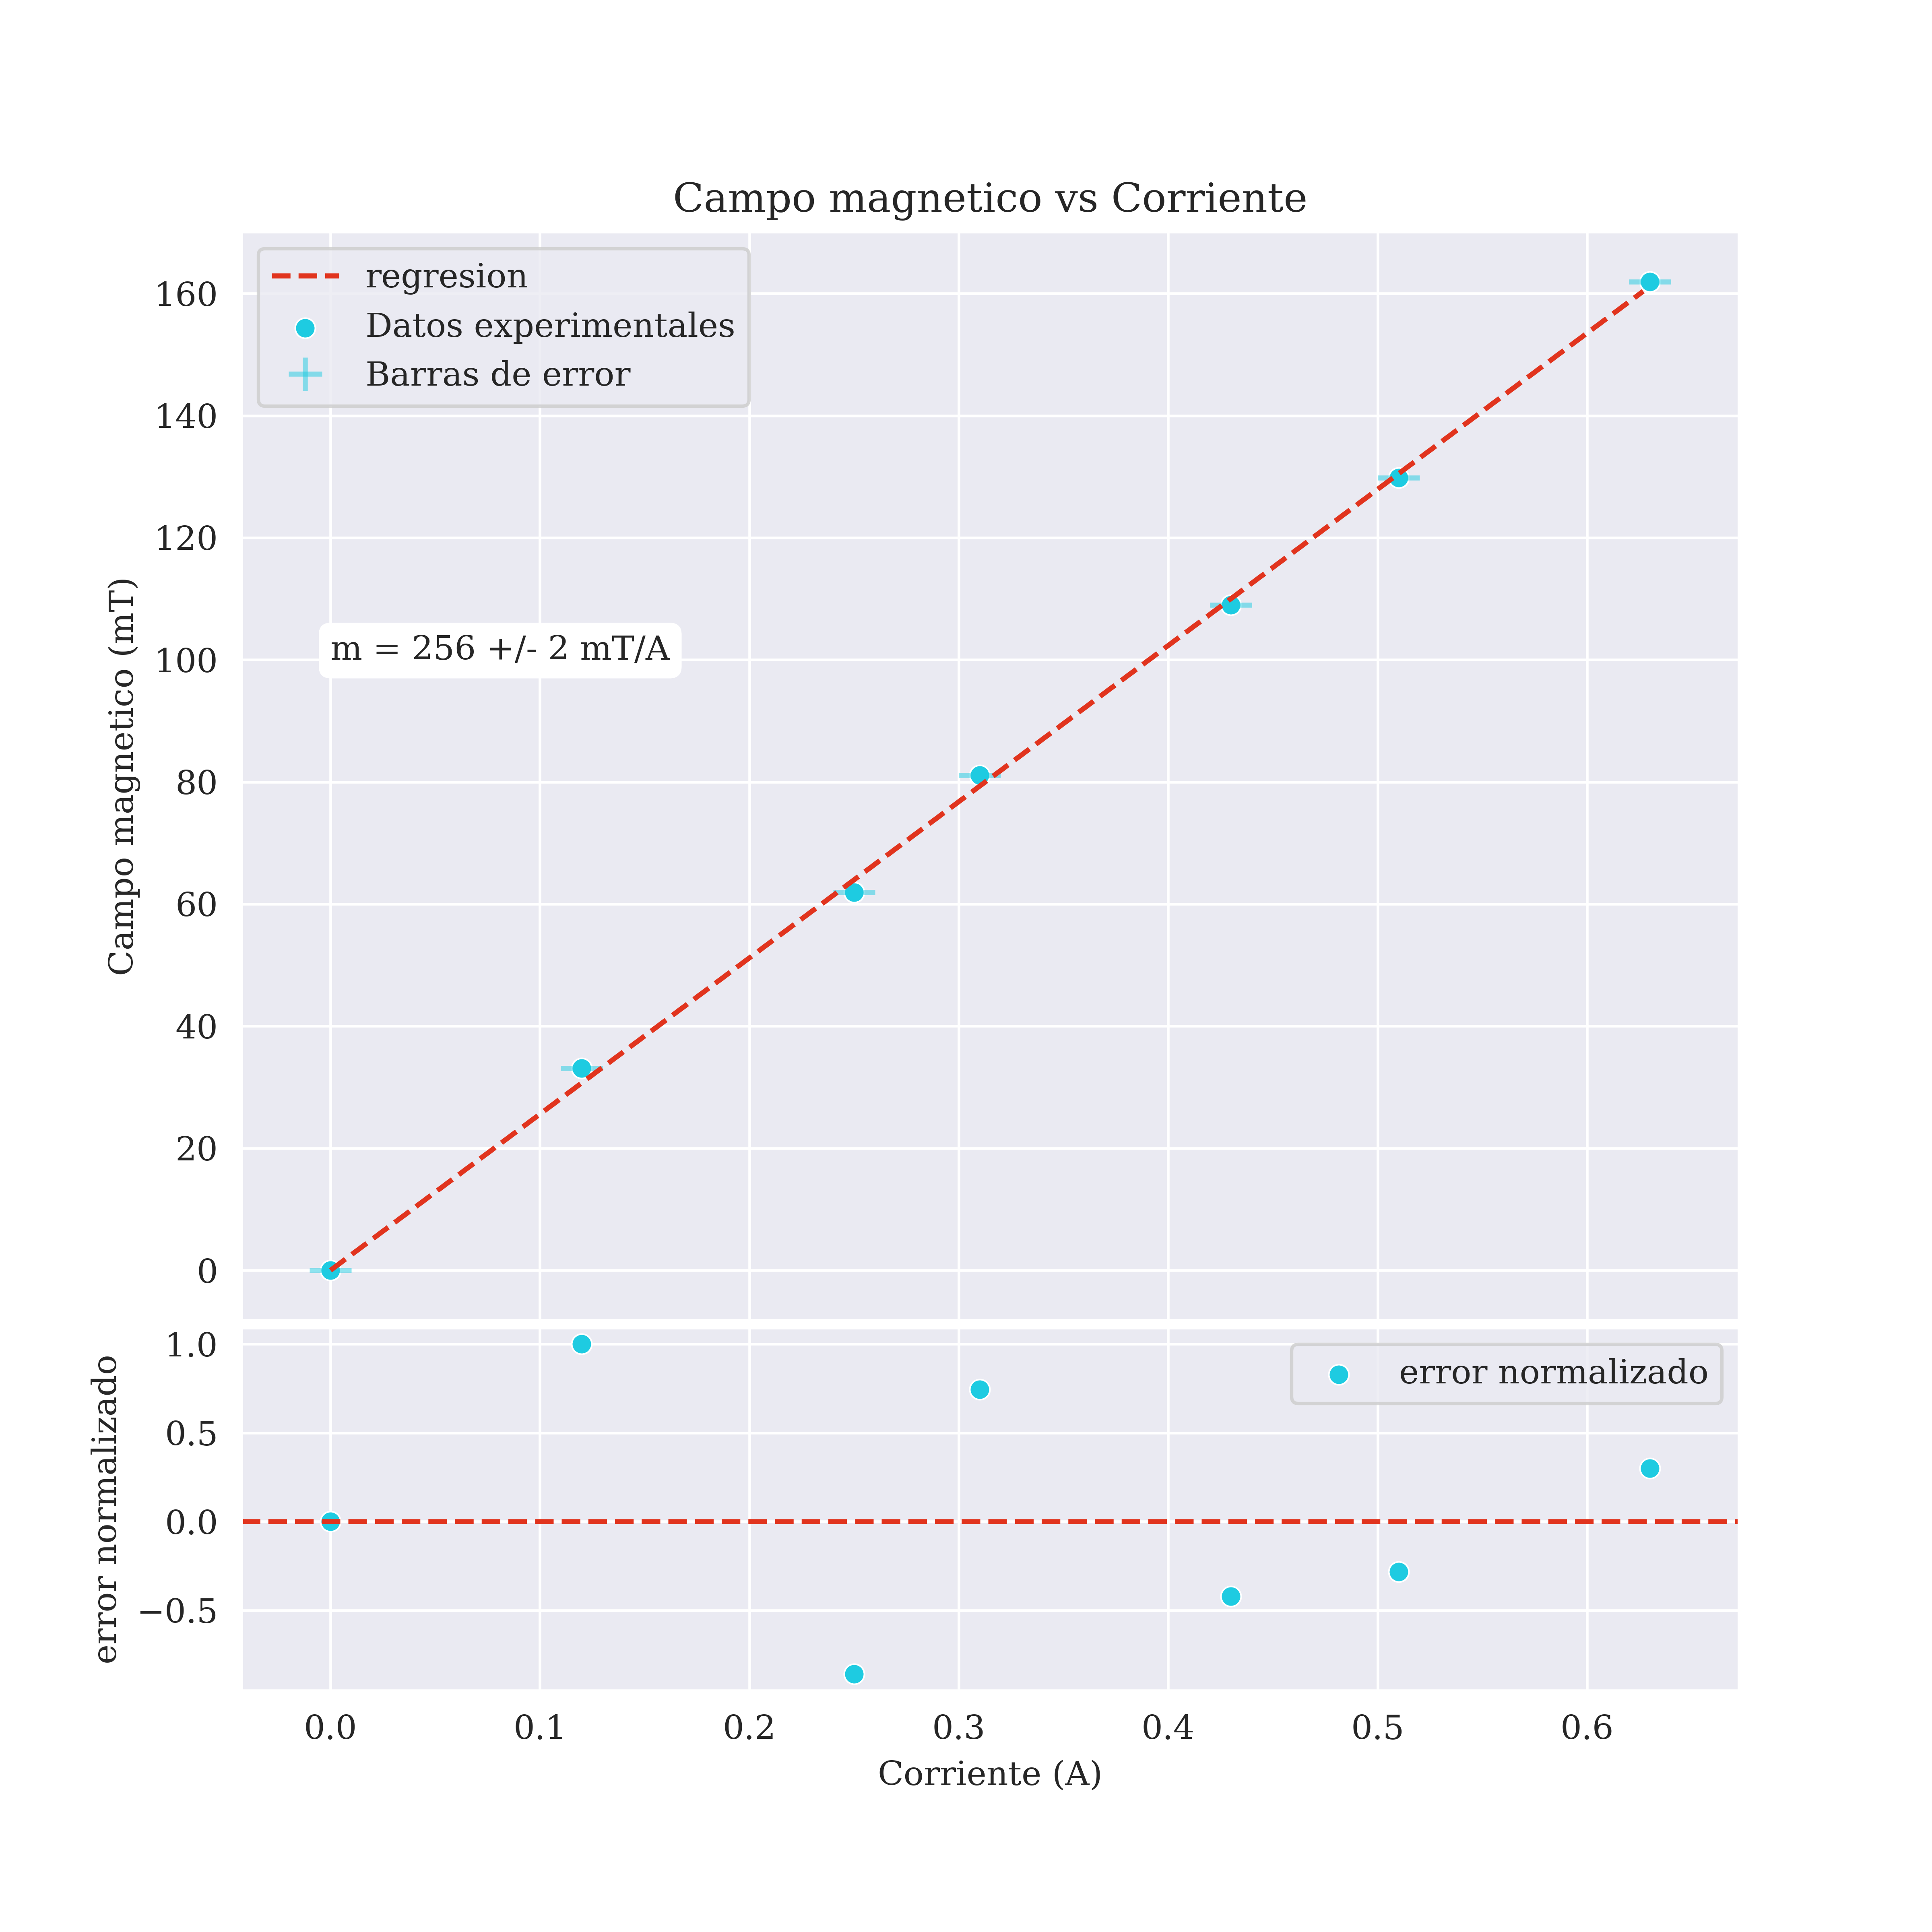 Campo magnetico vs Corriente
regresion
Datos experimentales
Barras de error
160
140
120
100
80
60
40
20
0
Campo magnetico (mT)
m = 256 +/- 2 mT/A
1.0
0.5
0.0
−0.5
error normalizado
error normalizado
0.0 0.1 0.2 0.3 0.4 0.5 0.6
Corriente (A)